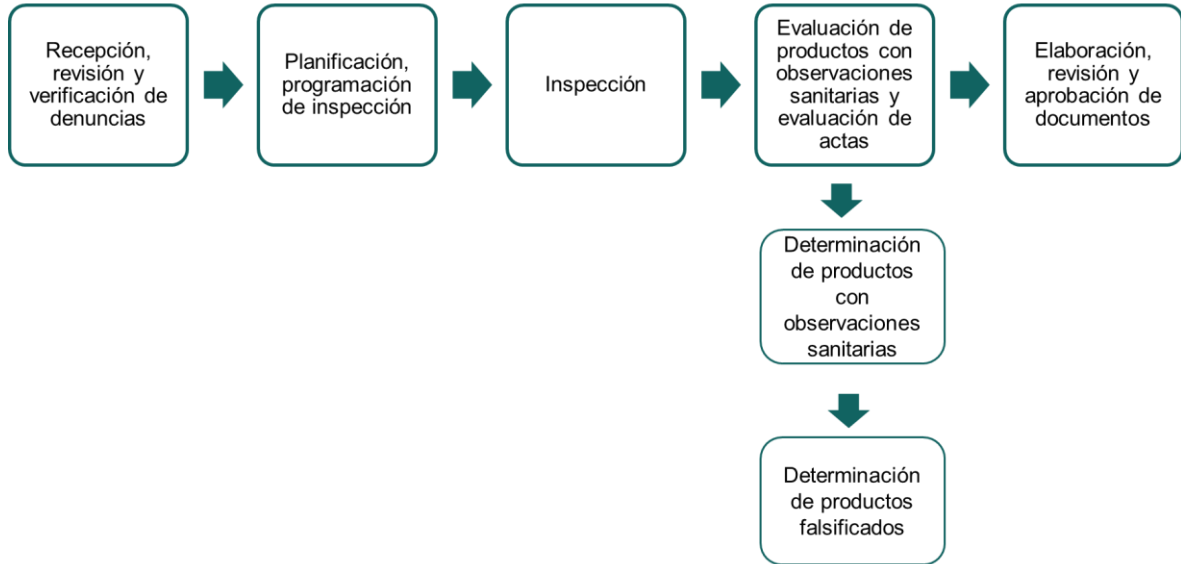 Recepción,
revisión y
verificación de
denuncias
Planificación,
programación
de inspección
Inspección
Evaluación de
productos con
observaciones
sanitarias y
evaluación de
actas
Elaboración,
revisión y
aprobación de
documentos
Determinación
de productos
con
observaciones
sanitarias
Determinación
de productos
falsificados